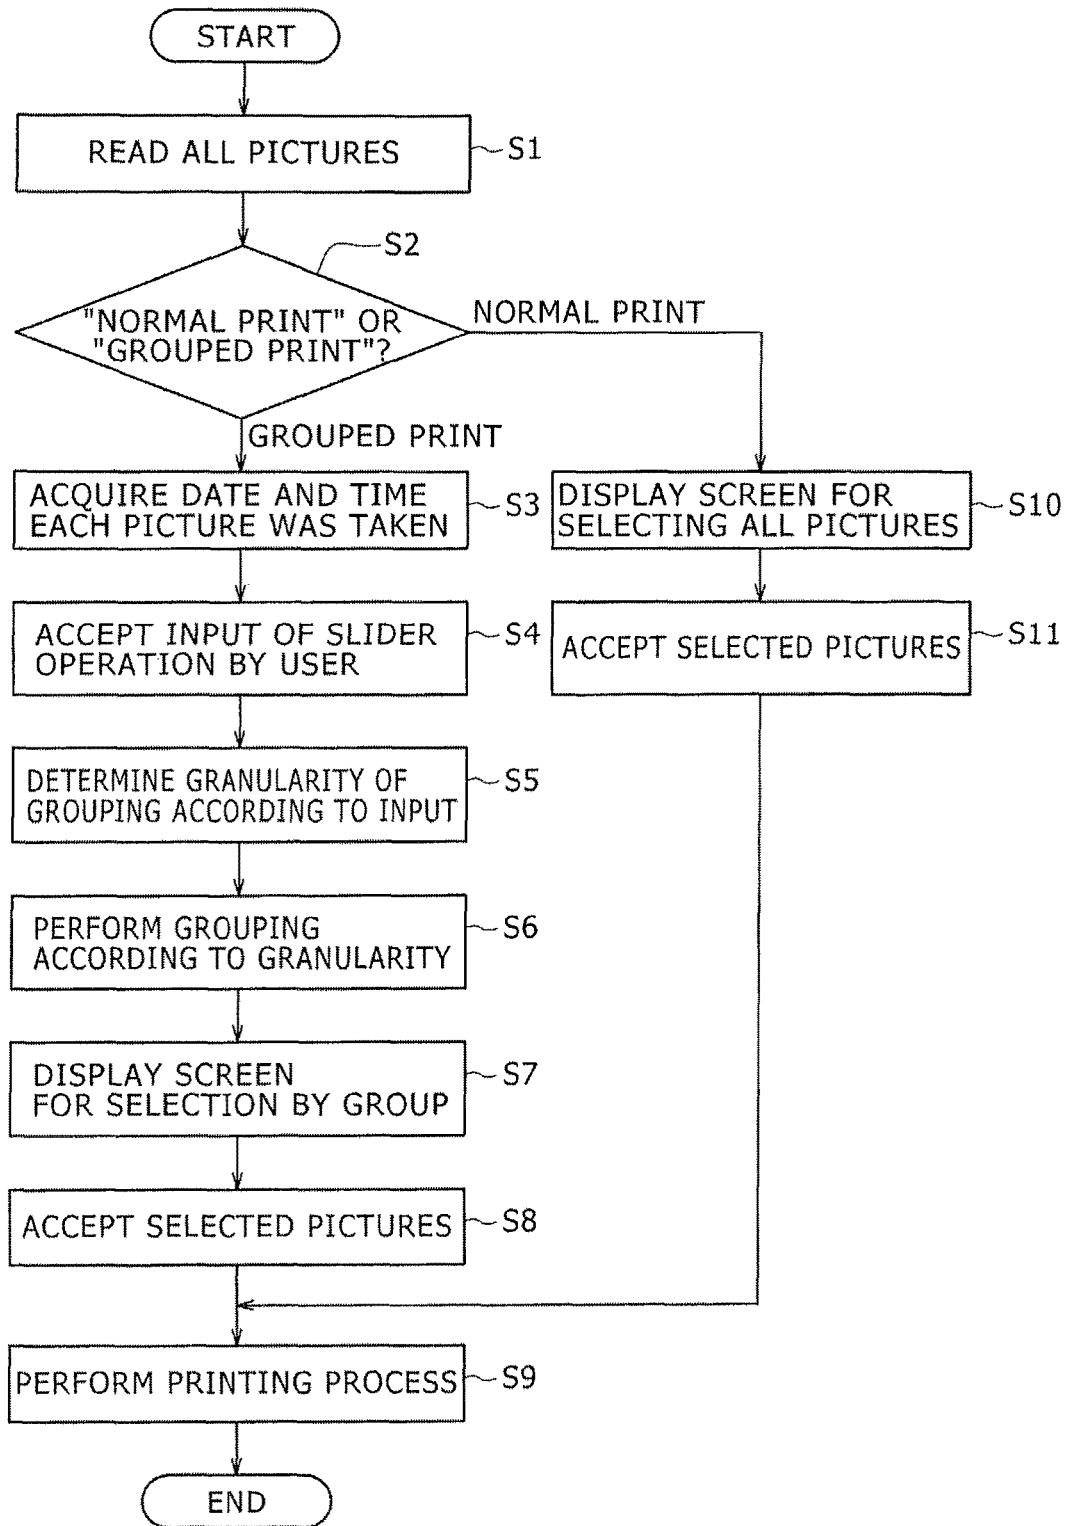 START
READ ALL PICTURES
S1
S2
"NORMAL PRINT" OR
"GROUPED PRINT"?
NORMAL PRINT
GROUPED PRINT
ACQUIRE DATE AND TIME
EACH PICTURE WAS TAKEN
S3
DISPLAY SCREEN FOR
SELECTING ALL PICTURES
S10
ACCEPT INPUT OF SLIDER
OPERATION BY USER
S4
ACCEPT SELECTED PICTURES
S11
DETERMINE GRANULARITY OF
GROUPING ACCORDING TO INPUT
S5
PERFORM GROUPING
ACCORDING TO GRANULARITY
S6
DISPLAY SCREEN
FOR SELECTION BY GROUP
S7
ACCEPT SELECTED PICTURES
S8
PERFORM PRINTING PROCESS
S9
END